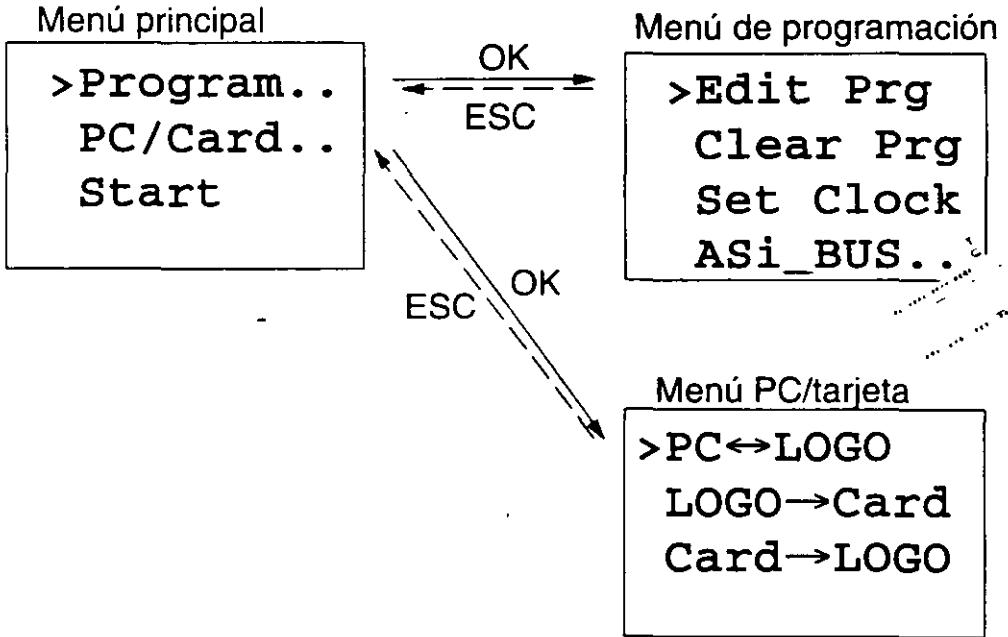 Menú principal
>Program..
PC/Card..
Start
OK
ESC
Menú de programación
>Edit Prg
Clear Prg
Set Clock
ASi_BUS..
OK
ESC
Menú PC/tarjeta
>PC↔LOGO
LOGO→Card
Card→LOGO